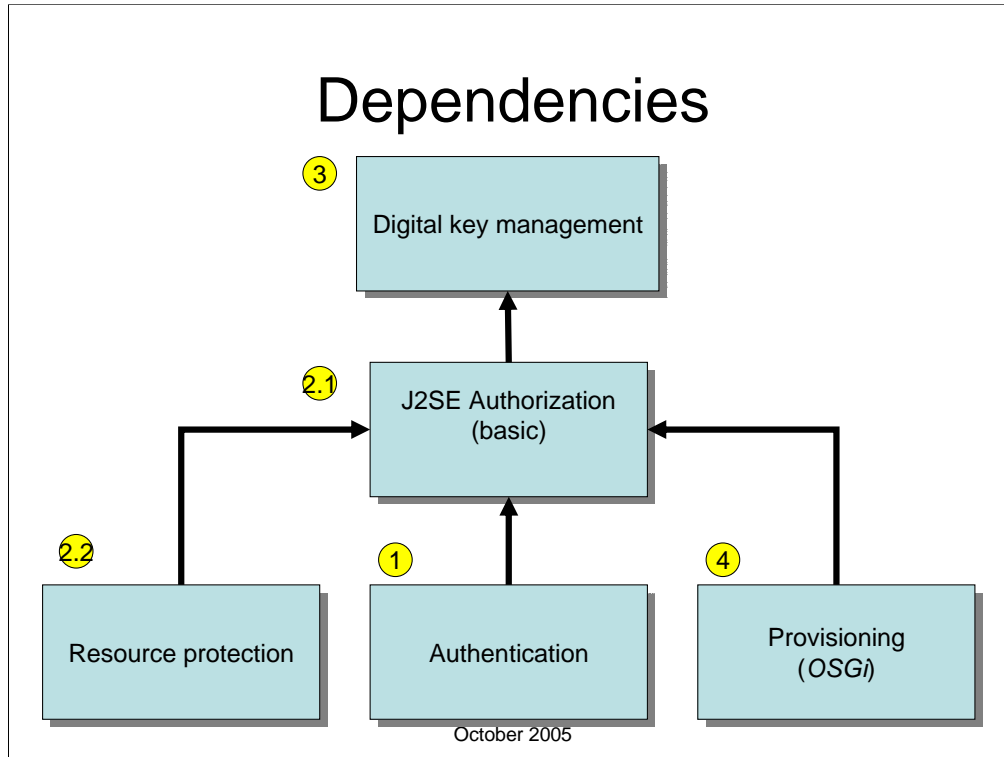 Dependencies
3
Digital key management
2.1
J2SE Authorization
(basic)
2.2
Resource protection
1
Authentication
4
Provisioning
(OSGi)
October 2005